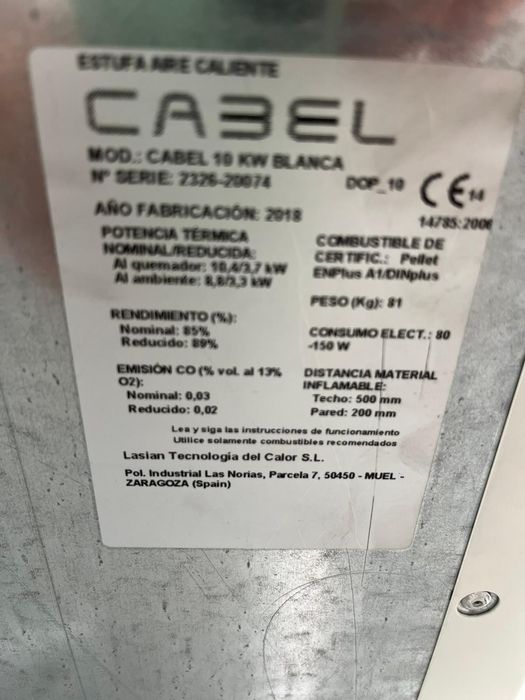 ESTUFA AIRE CALIENTE
CABEL
MOD.: CABEL 10 KW BLANCA
Nº SERIE: 2326-20074
DOP_10
CE 14
AÑO FABRICACIÓN: 2018
14785:2006
POTENCIA TÉRMICA
NOMINAL/REDUCIDA:
Al quemador: 10,4/3,7 kW
Al ambiente: 8,8/3,3 kW
COMBUSTIBLE DE
CERTIFIC.: Pellet
ENPlus A1/DINplus
PESO (Kg): 81
RENDIMIENTO (%):
Nominal: 85%
Reducido: 89%
CONSUMO ELECT.: 80
-150 W
EMISIÓN CO (% vol. al 13%
O2):
Nominal: 0,03
Reducido: 0,02
DISTANCIA MATERIAL
INFLAMABLE:
Techo: 500 mm
Pared: 200 mm
Lea y siga las instrucciones de funcionamiento
Utilice solamente combustibles recomendados
Lasian Tecnología del Calor S.L.
Pol. Industrial Las Norias, Parcela 7, 50450 - MUEL -
ZARAGOZA (Spain)